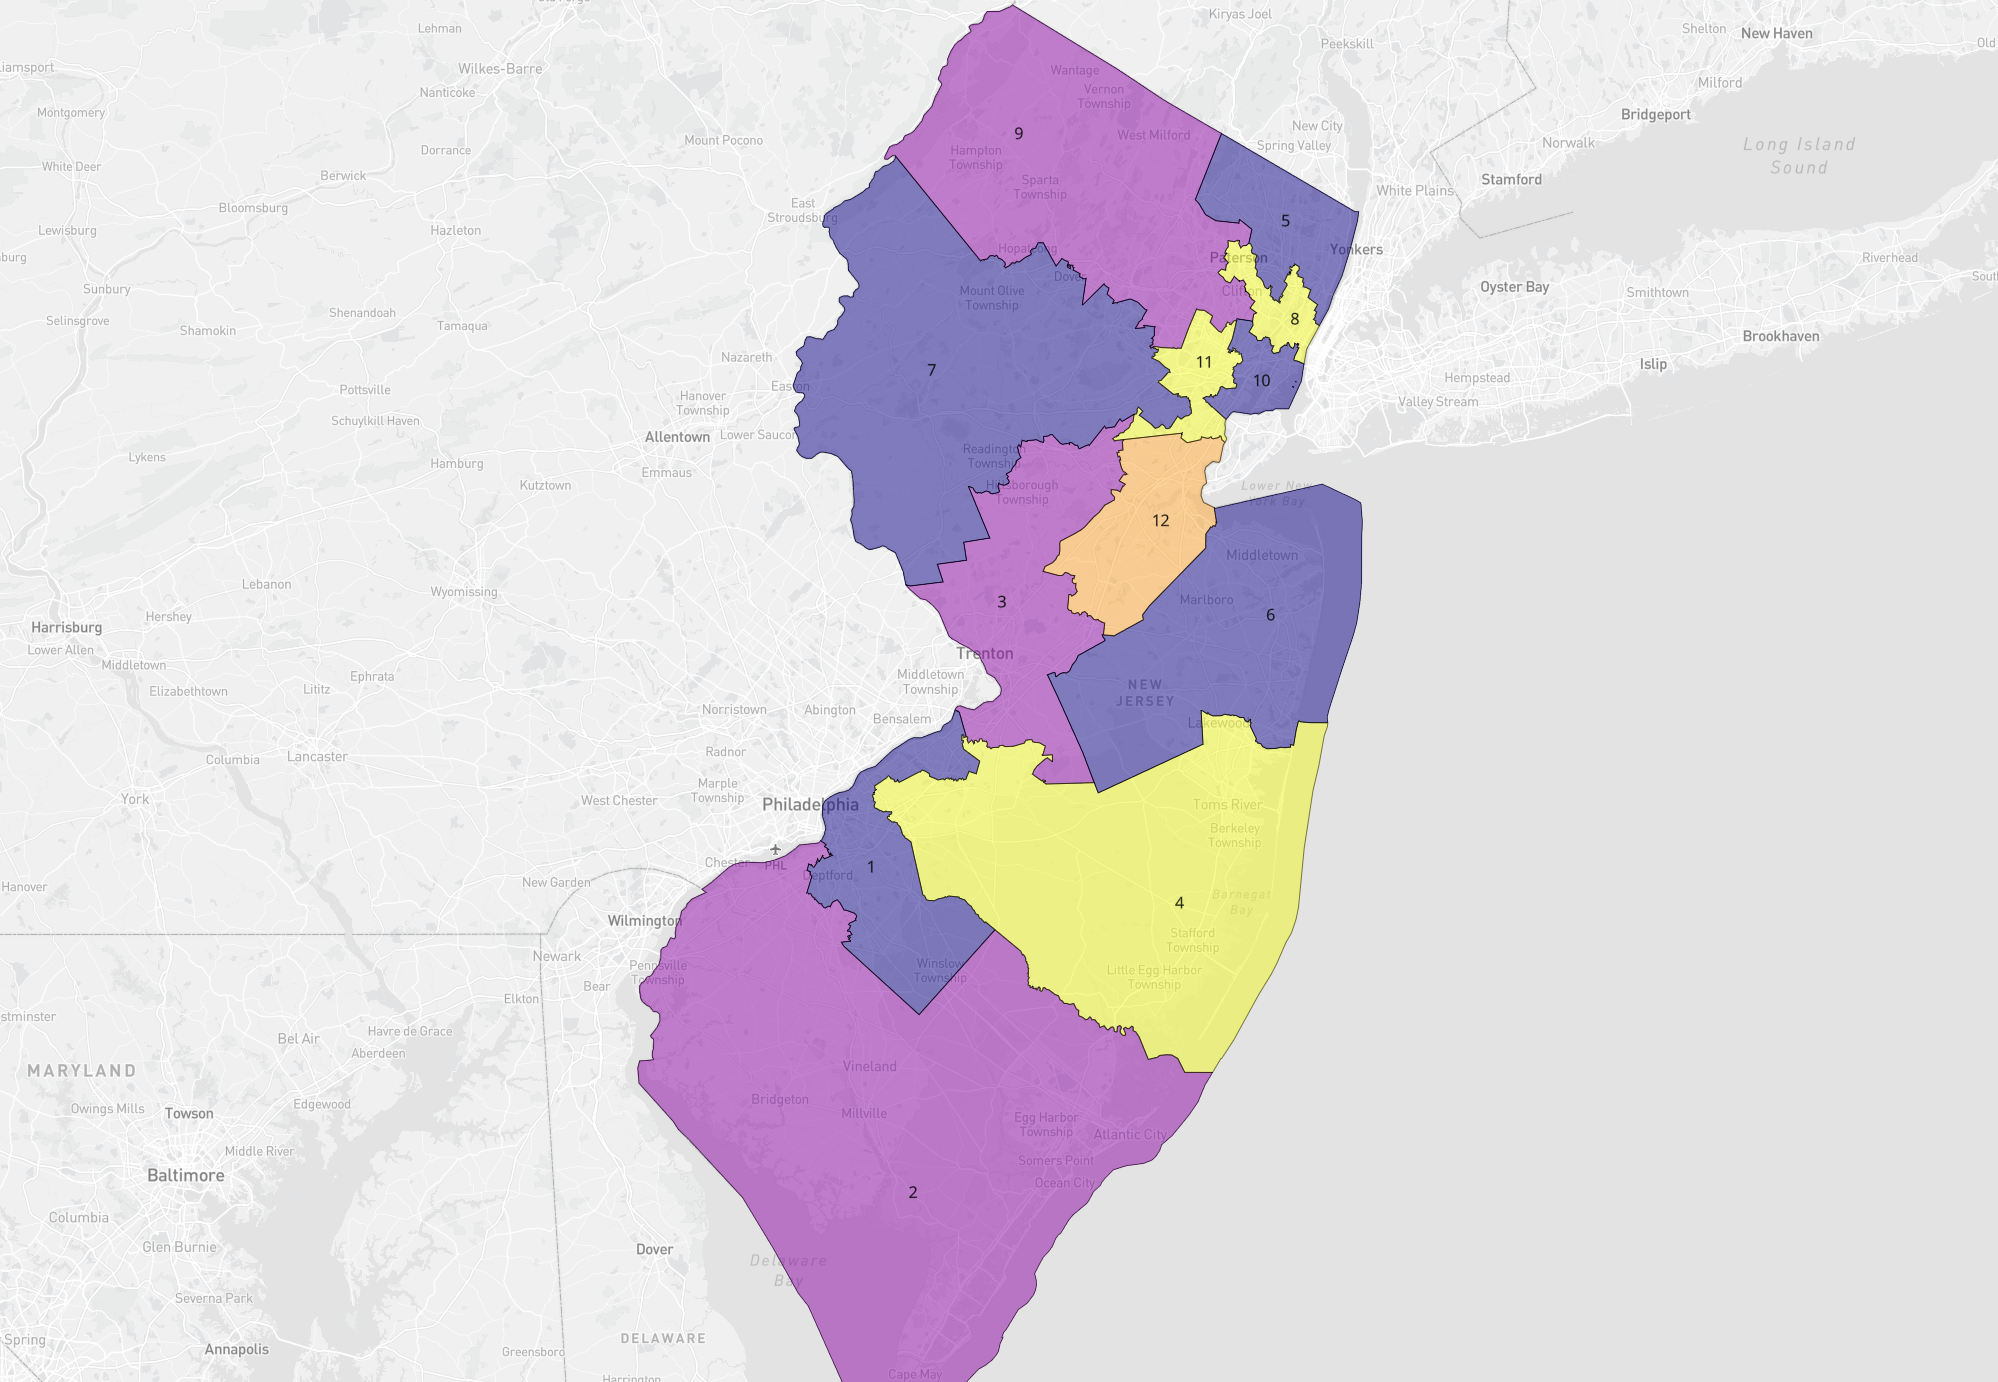 Old Forge
Kiryas Joel
Lehman
Shelton
New Haven
Old
Peekskill
liamsport
Wilkes-Barre
Wantage
Milford
Nanticoke
Vernon
Township
Montgomery
Bridgeport
New City
West Milford
9
Mount Pocono
Spring Valley
Norwalk
Long Island
Sound
Dorrance
Hampton
Township
White Deer
Berwick
Sparta
Township
Stamford
White Plains
Bloomsburg
East
Stroudsburg
5
Lewisburg
Hazleton
Hopatcong
Yonkers
burg
Paterson
Riverhead
Dover
South
Sunbury
Mount Olive
Township
Clifton
Oyster Bay
Smithtown
Shenandoah
Selinsgrove
Tamaqua
8
Shamokin
Brookhaven
Nazareth
11
Islip
7
Hempstead
10
Easton
Pottsville
Hanover
Township
Valley Stream
Schuylkill Haven
Allentown
Lower Saucon
Readington
Township
Lykens
Hamburg
Emmaus
Kutztown
Hillsborough
Township
Lower New
York Bay
12
Middletown
Lebanon
Wyomissing
Marlboro
3
Hershey
6
Harrisburg
Lower Allen
Trenton
Middletown
Middletown
Township
Ephrata
NEW
JERSEY
Elizabethtown
Lititz
Norristown
Abington
Bensalem
Lakewood
Radnor
Lancaster
Columbia
Marple
Township
York
West Chester
Philadelphia
Toms River
Berkeley
Township
Chester
PHL
1
Deptford
New Garden
Hanover
Barnegat
Bay
4
Wilmington
Stafford
Township
Newark
Pennsville
Township
Winslow
Township
Little Egg Harbor
Township
Bear
Elkton
stminster
Havre de Grace
Bel Air
Aberdeen
Vineland
MARYLAND
Bridgeton
Edgewood
Owings Mills
Towson
Millville
Egg Harbor
Township
Atlantic City
Middle River
Somers Point
Baltimore
Ocean City
2
Columbia
Glen Burnie
Dover
Delaware
Bay
Severna Park
DELAWARE
Spring
Annapolis
Greensboro
Cape May
Harrington